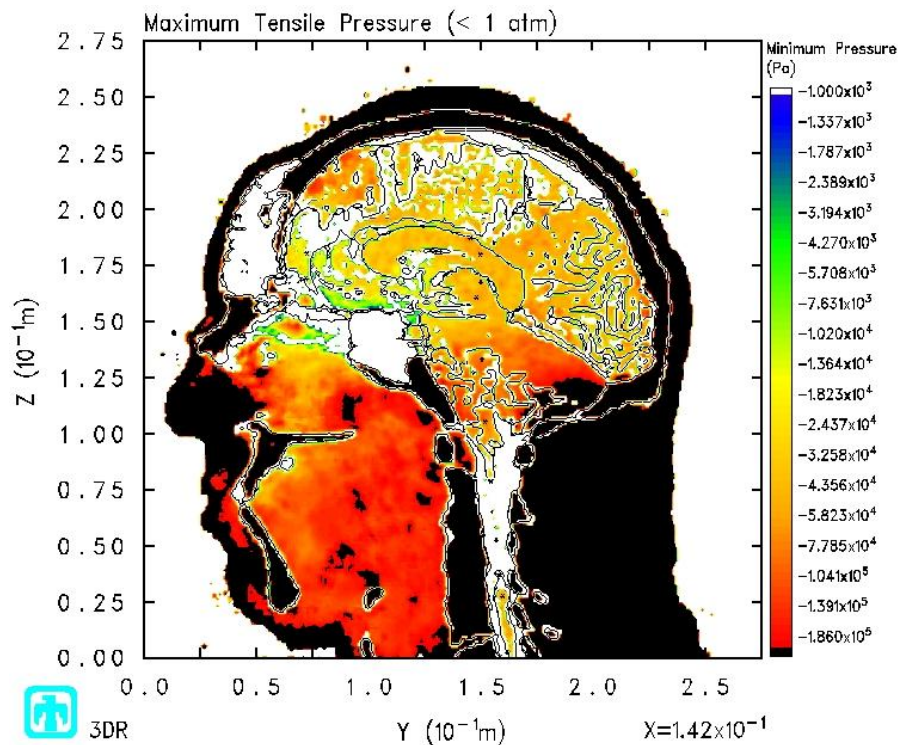 Maximum Tensile Pressure (< 1 atm)
Minimum Pressure
(Pa)
2.75
2.50
2.25
2.00
1.75
1.50
1.25
1.00
0.75
0.50
0.25
0.00
Z (10⁻¹m)
-1.000x10³
-1.337x10³
-1.787x10³
-2.389x10³
-3.194x10³
-4.270x10³
-5.708x10³
-7.631x10³
-1.020x10⁴
-1.364x10⁴
-1.823x10⁴
-2.437x10⁴
-3.258x10⁴
-4.356x10⁴
-5.823x10⁴
-7.785x10⁴
-1.041x10⁵
-1.391x10⁵
-1.860x10⁵
0.0 0.5 1.0 1.5 2.0 2.5
3DR Y (10⁻¹m) X=1.42x10⁻¹